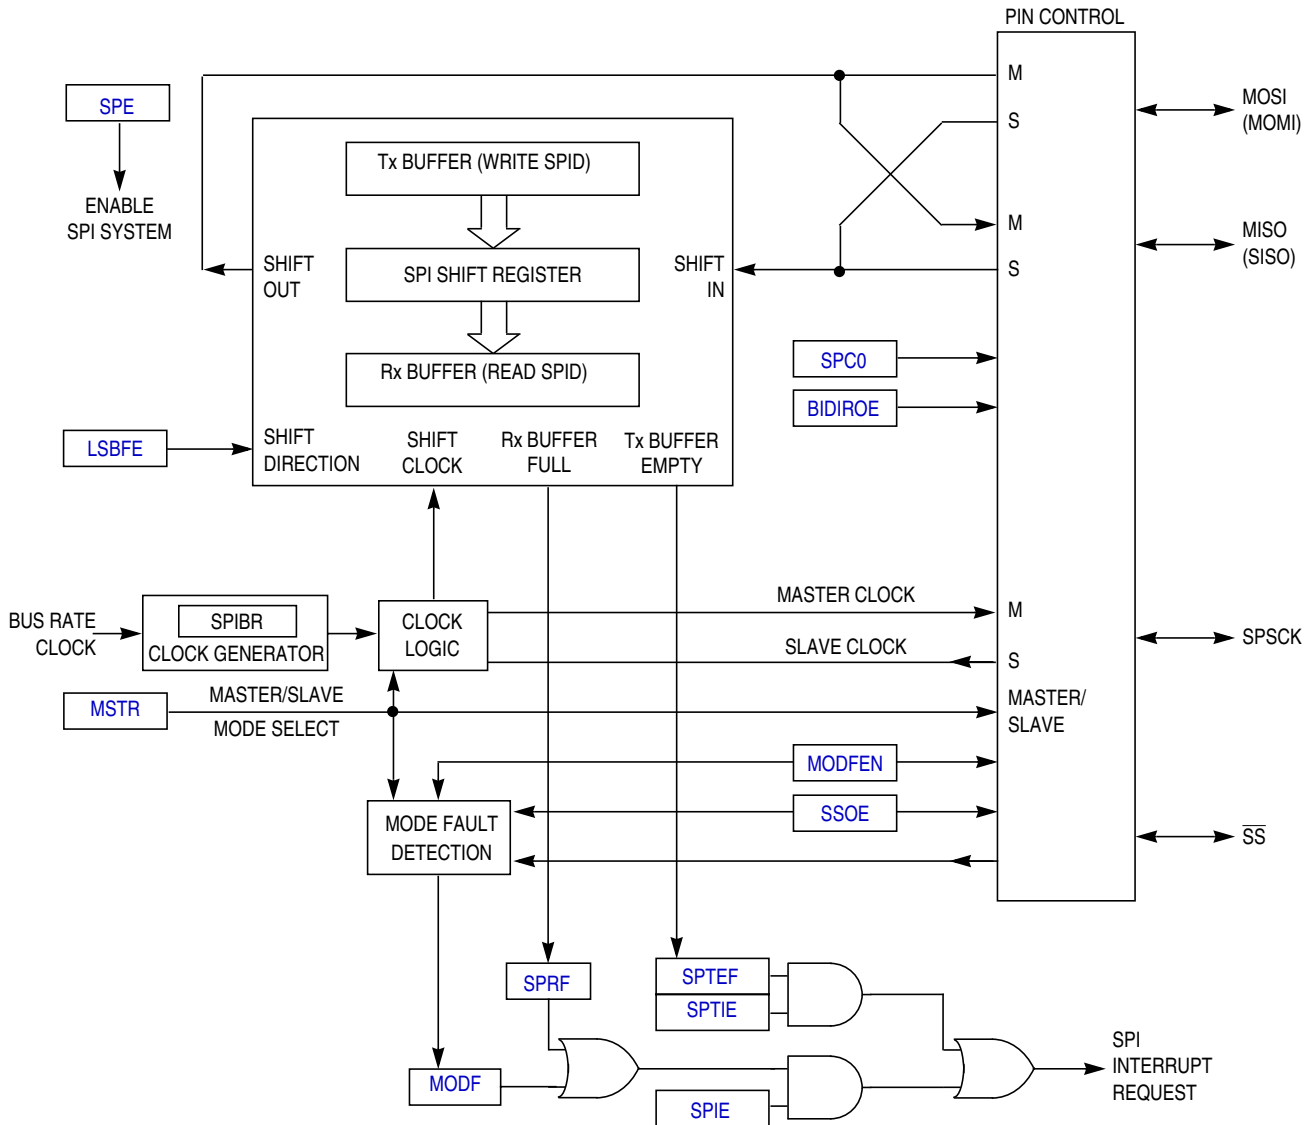 PIN CONTROL
M
MOSI
(MOMI)
SPE
S
Tx BUFFER (WRITE SPID)
ENABLE
SPI SYSTEM
M
MISO
(SISO)
SHIFT
OUT
SPI SHIFT REGISTER
SHIFT
IN
S
SPC0
Rx BUFFER (READ SPID)
BIDIROE
LSBFE
SHIFT
DIRECTION
SHIFT
CLOCK
Rx BUFFER
FULL
Tx BUFFER
EMPTY
MASTER CLOCK
M
BUS RATE
CLOCK
SPIBR
CLOCK GENERATOR
CLOCK
LOGIC
SLAVE CLOCK
S
SPSCK
MSTR
MASTER/SLAVE
MODE SELECT
MASTER/
SLAVE
MODFEN
SSOE
MODE FAULT
DETECTION
SS
SPRF
SPTEF
SPTIE
MODF
SPIE
SPI
INTERRUPT
REQUEST